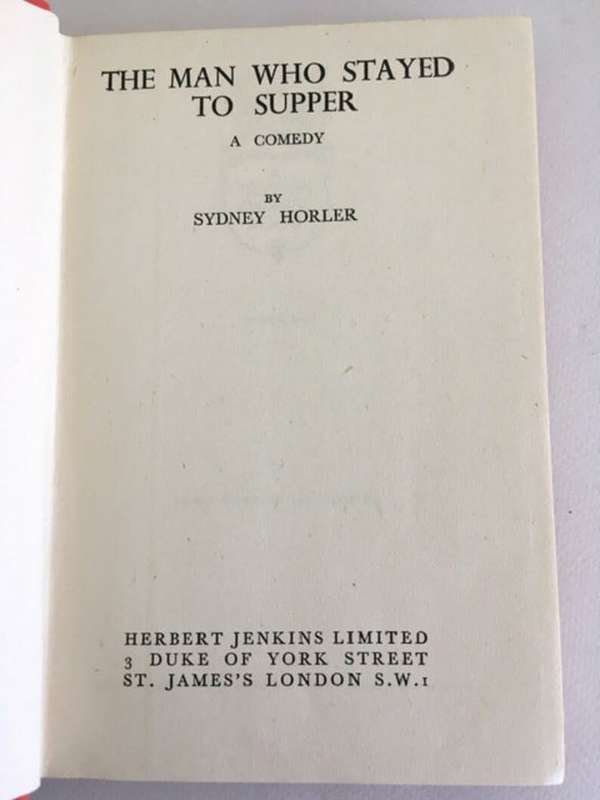 THE MAN WHO STAYED
TO SUPPER
A COMEDY
BY
SYDNEY HORLER
HERBERT JENKINS LIMITED
3 DUKE OF YORK STREET
ST. JAMES'S LONDON S.W.1